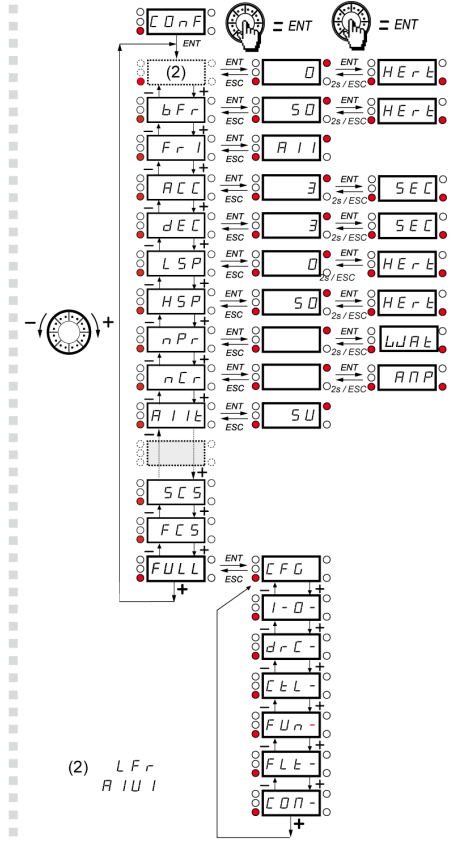 COnF = ENT = ENT
ENT
(2) ENT ESC 0 ENT 2s / ESC HErt
bFr ENT ESC 50 ENT 2s / ESC HErt
Fr1 ENT ESC AI1
ACC ENT ESC 3 ENT 2s / ESC SEC
dEC ENT ESC 3 ENT 2s / ESC SEC
LSP ENT ESC 0 ENT 2s / ESC HErt
HSP ENT ESC 50 ENT 2s / ESC HErt
nPr ENT ESC ENT 2s / ESC WAt
nCr ENT ESC ENT 2s / ESC AMP
AI1t ENT ESC 5U
- +
SCS
FCS
FULL ENT ESC CFG
+
I-O-
drC-
CtL-
FUn-
FLt-
COM-
+
(2) LFr
AIU1